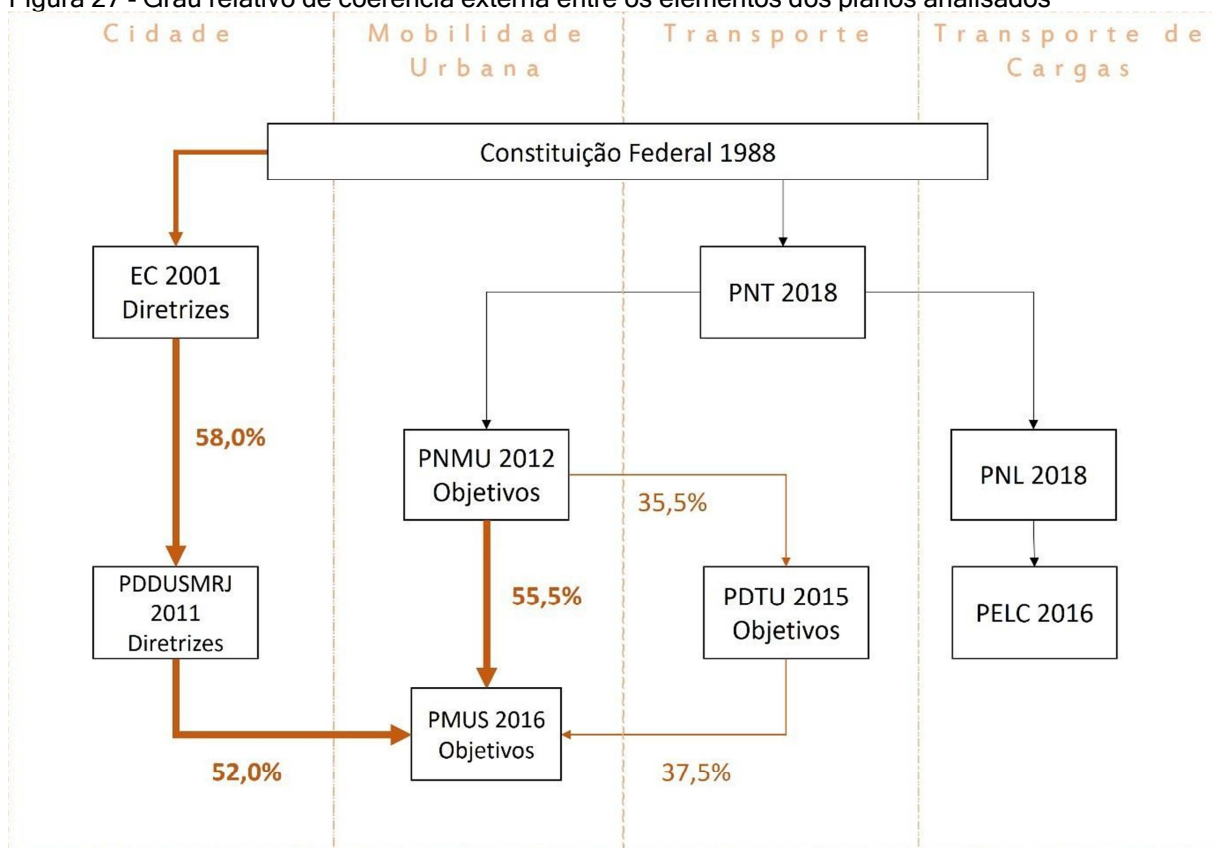 Figura 27 - Grau relativo de coerência externa entre os elementos dos planos analisados
Cidade
Mobilidade
Urbana
Transporte
Transporte de
Cargas
Constituição Federal 1988
EC 2001
Diretrizes
PNT 2018
58,0%
PNMU 2012
Objetivos
35,5%
PNL 2018
PDDUSMRJ
2011
Diretrizes
55,5%
PDTU 2015
Objetivos
PELC 2016
PMUS 2016
Objetivos
52,0%
37,5%